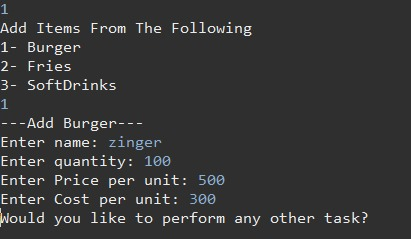 1
Add Items From The Following
1- Burger
2- Fries
3- SoftDrinks
1
---Add Burger---
Enter name: zinger
Enter quantity: 100
Enter Price per unit: 500
Enter Cost per unit: 300
Would you like to perform any other task?